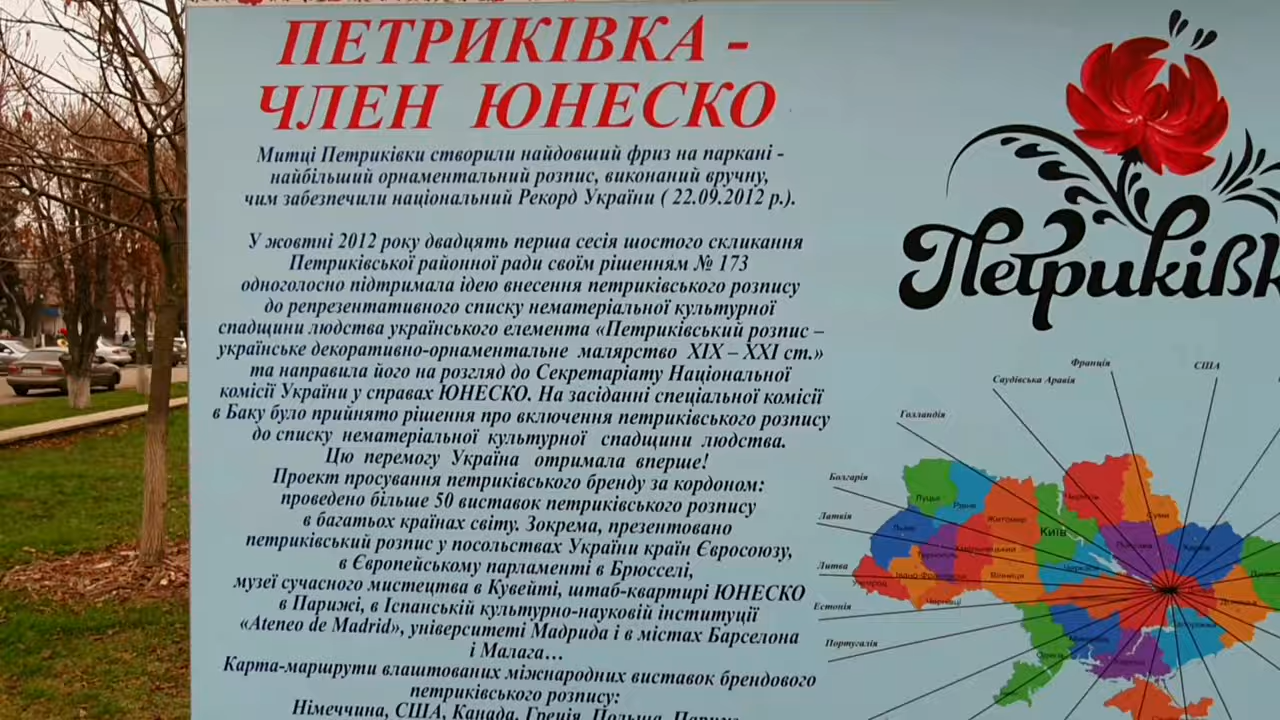 ПЕТРИКІВКА -
ЧЛЕН ЮНЕСКО
Митці Петриківки створили найдовший фриз на паркані -
найбільший орнаментальний розпис, виконаний вручну,
чим забезпечили національний Рекорд України ( 22.09.2012 р.).
У жовтні 2012 року двадцять перша сесія шостого скликання
Петриківської районної ради своїм рішенням № 173
одноголосно підтримала ідею внесення петриківського розпису
до репрезентативного списку нематеріальної культурної
спадщини людства українського елемента «Петриківський розпис –
українське декоративно-орнаментальне малярство ХІХ – ХХІ ст.»
та направила його на розгляд до Секретаріату Національної
комісії України у справах ЮНЕСКО. На засіданні спеціальної комісії
в Баку було прийнято рішення про включення петриківського розпису
до списку нематеріальної культурної спадщини людства.
Цю перемогу Україна отримала вперше!
Проект просування петриківського бренду за кордоном:
проведено більше 50 виставок петриківського розпису
в багатьох країнах світу. Зокрема, презентовано
петриківський розпис у посольствах України країн Євросоюзу,
в Європейському парламенті в Брюсселі,
музеї сучасного мистецтва в Кувейті, штаб-квартирі ЮНЕСКО
в Парижі, в Іспанській культурно-науковій інституції
«Ateneo de Madrid», університеті Мадрида і в містах Барселона
і Малага...
Карта-маршрути влаштованих міжнародних виставок брендового
петриківського розпису:
Німеччина, США, Канада, Греція, Польща,
Петриківк
Франція
США
Саудівська Аравія
Голландія
Болгарія
Латвія
Литва
Естонія
Португалія
Луцьк
Рівне
Житомир
Київ
Чернігів
Суми
Львів
Тернопіль
Хмельницький
Вінниця
Черкаси
Полтава
Харків
Ужгород
Івано-Франківськ
Чернівці
Запоріжжя
Миколаїв
Одеса